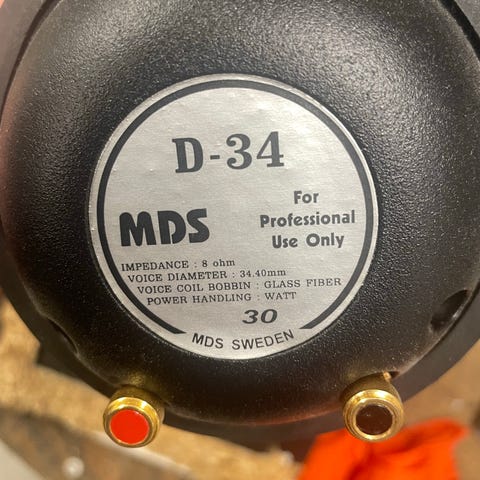 D-34
MDS
For
Professional
Use Only
IMPEDANCE : 8 ohm
VOICE DIAMETER : 34.40mm
VOICE COIL BOBBIN : GLASS FIBER
POWER HANDLING : WATT
30
MDS SWEDEN